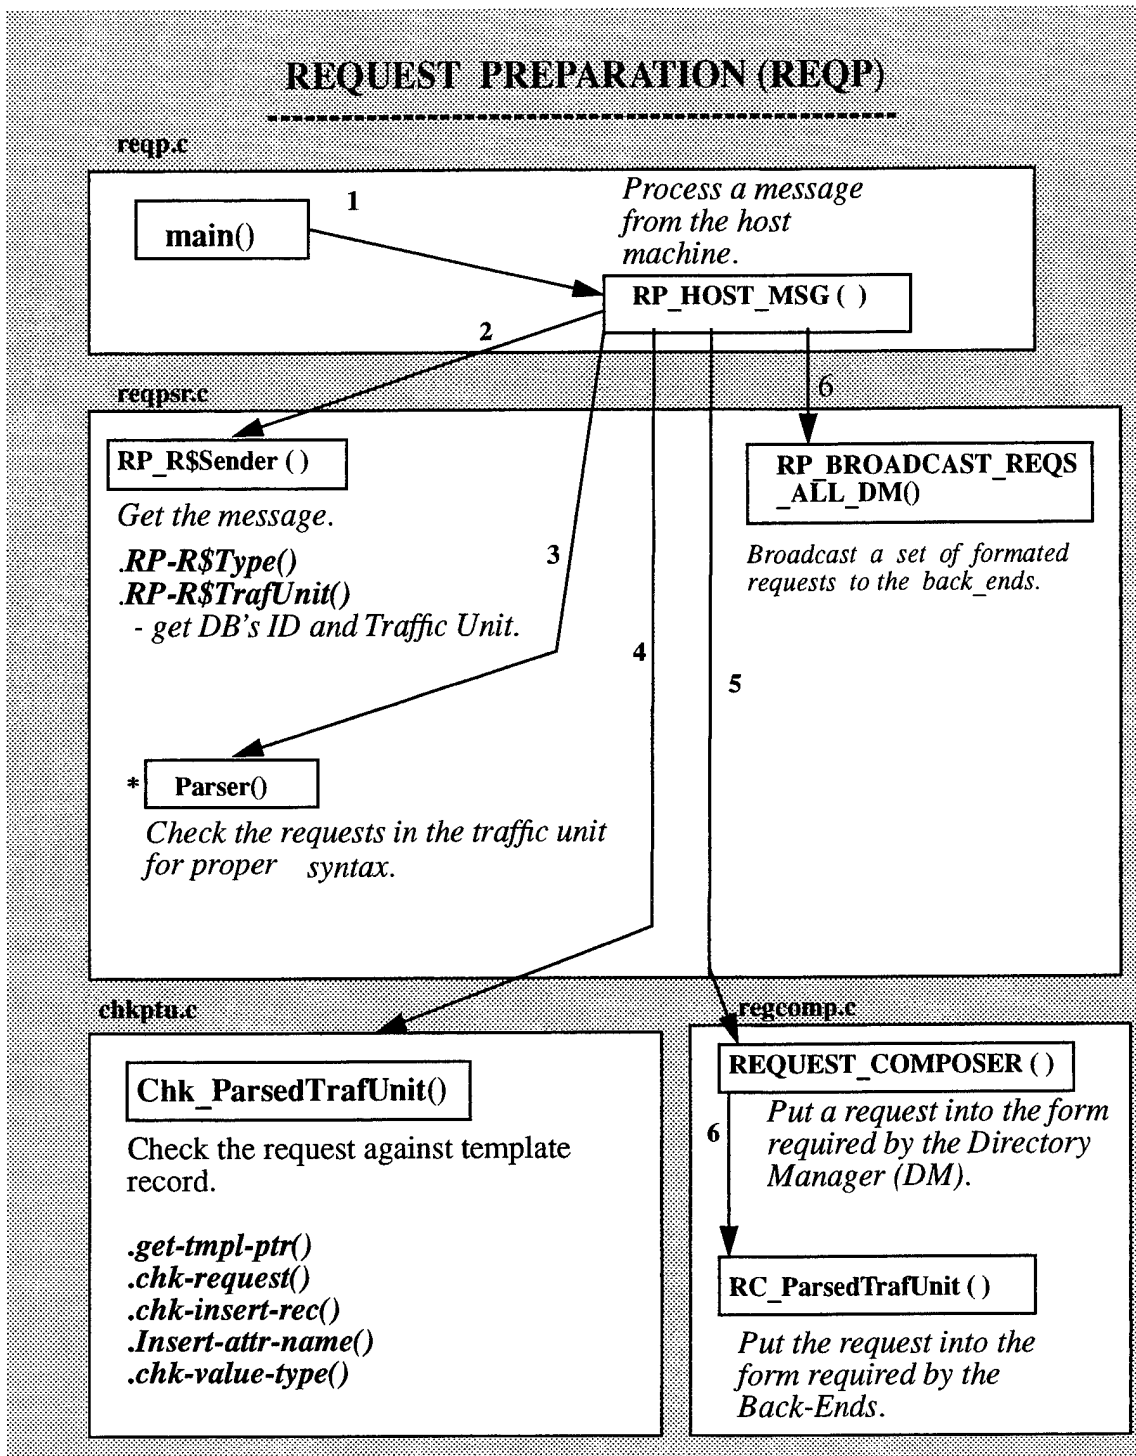 REQUEST PREPARATION (REQP)
reqp.c
main()
1
Process a message
from the host
machine.
RP_HOST_MSG ( )
2
reqpsr.c
6
RP_R$Sender ( )
Get the message.
.RP-R$Type()
.RP-R$TrafUnit()
- get DB's ID and Traffic Unit.
RP_BROADCAST_REQS
_ALL_DM()
Broadcast a set of formated
requests to the back_ends.
3
4
5
* Parser()
Check the requests in the traffic unit
for proper syntax.
chkptu.c
Chk_ParsedTrafUnit()
Check the request against template
record.
.get-tmpl-ptr()
.chk-request()
.chk-insert-rec()
.Insert-attr-name()
.chk-value-type()
regcomp.c
REQUEST_COMPOSER ( )
6
Put a request into the form
required by the Directory
Manager (DM).
RC_ParsedTrafUnit ( )
Put the request into the
form required by the
Back-Ends.